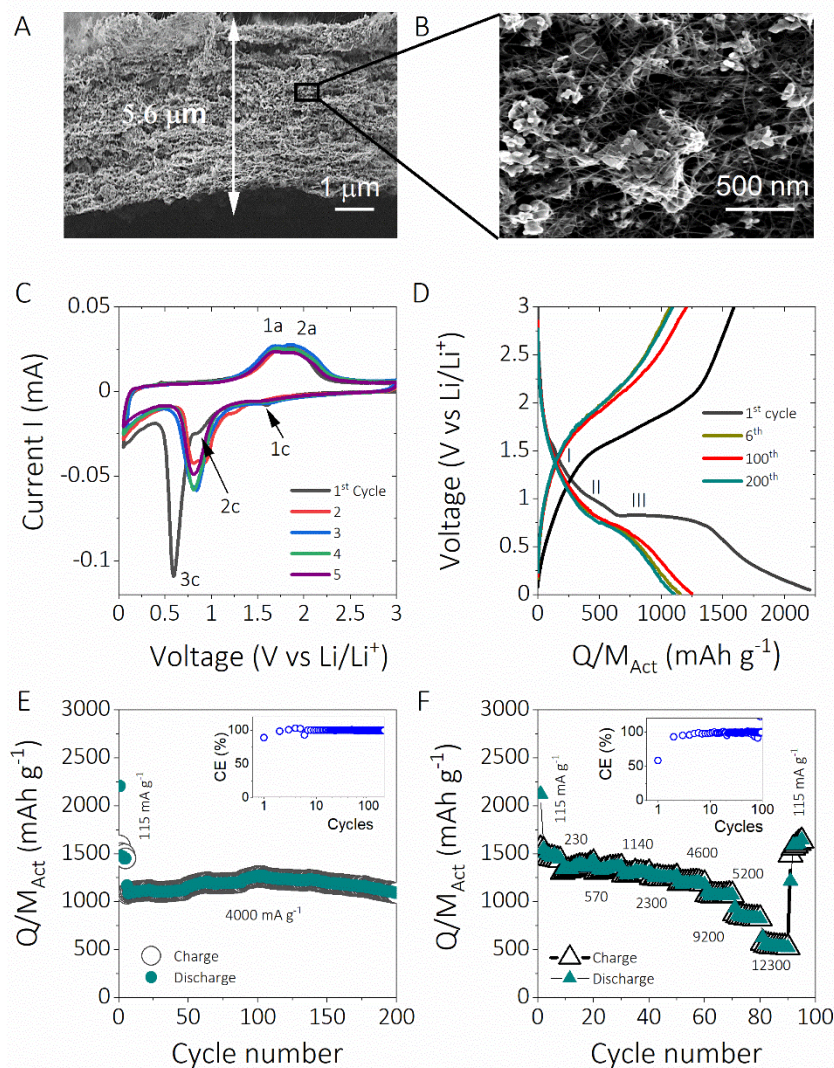 A
5.6 μm
1 μm
B
500 nm
C
0.05
0
-0.05
-0.1
0
0.5
1
1.5
2
2.5
3
Current I (mA)
Voltage (V vs Li/Li⁺)
1a 2a
1c
2c
3c
1ˢᵗ Cycle
2
3
4
5
D
3
2.5
2
1.5
1
0.5
0
0 500 1000 1500 2000
Voltage (V vs Li/Li⁺)
Q/M_Act (mAh g⁻¹)
I
II
III
1ˢᵗ cycle
6ᵗʰ
100ᵗʰ
200ᵗʰ
E
3000
2500
2000
1500
1000
500
0
0 50 100 150 200
Q/M_Act (mAh g⁻¹)
Cycle number
115 mA g⁻¹
4000 mA g⁻¹
Charge
Discharge
CE (%)
100
50
0
1 10 100
Cycles
F
3000
2500
2000
1500
1000
500
0
0 20 40 60 80 100
Q/M_Act (mAh g⁻¹)
Cycle number
115 mA g⁻¹
230
570
1140
2300
4600
5200
9200
12300
115 mA g⁻¹
Charge
Discharge
CE (%)
100
50
0
1 10 100
Cycles